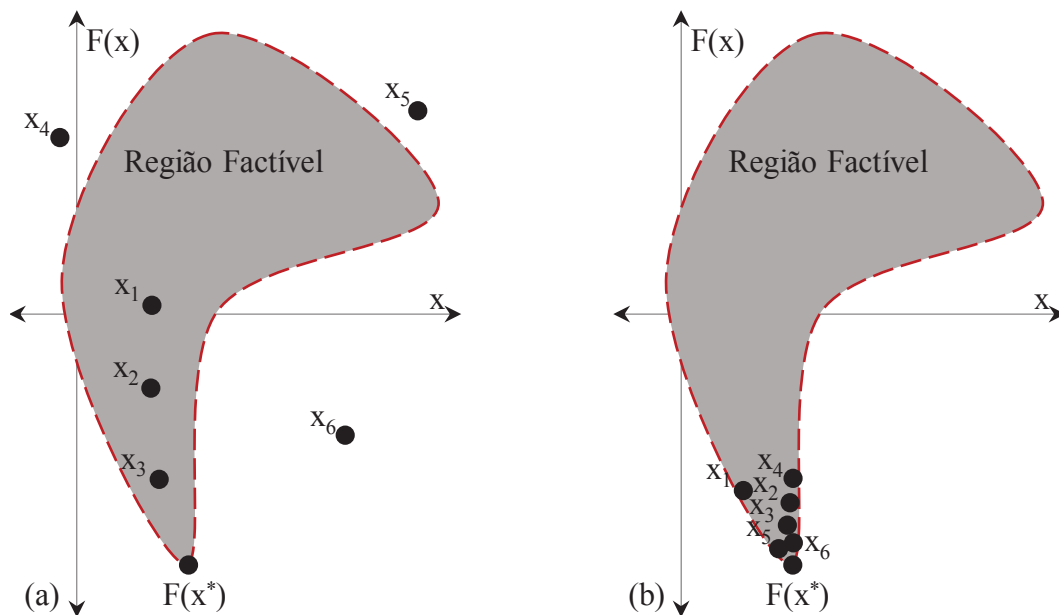 F(x)
x₅
x₄
Região Factível
x₁
x
x₂
x₆
x₃
(a)
F(x*)
F(x)
Região Factível
x
x₄
x₁
x₂
x₃
x₅
x₆
(b)
F(x*)